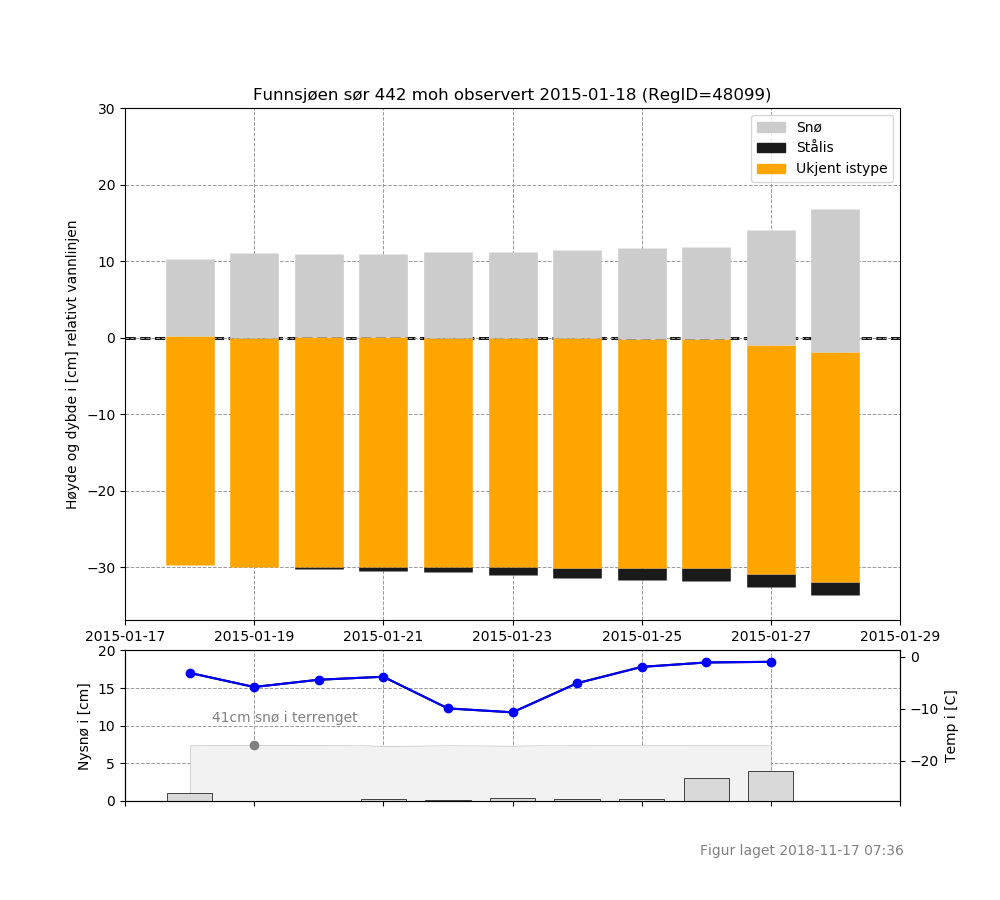 Funnsjøen sør 442 moh observert 2015-01-18 (RegID=48099)
Høyde og dybde i [cm] relativt vannlinjen
30
20
10
0
−10
−20
−30
Snø
Stålis
Ukjent istype
2015-01-17
2015-01-19
2015-01-21
2015-01-23
2015-01-25
2015-01-27
2015-01-29
Nysnø i [cm]
20
15
10
5
0
41cm snø i terrenget
0
−10
−20
Temp i [C]
Figur laget 2018-11-17 07:36